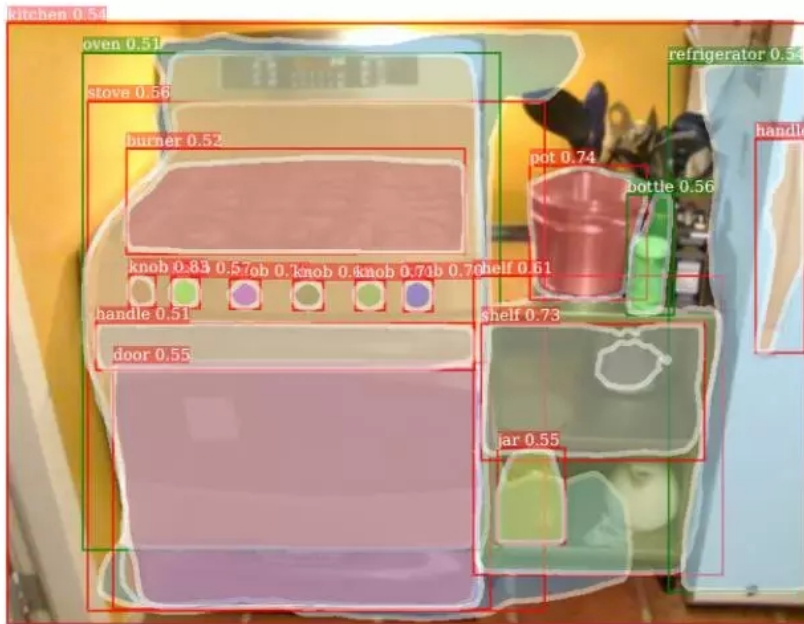 kitchen 0.54
oven 0.51
refrigerator 0.54
stove 0.56
handle
burner 0.52
pot 0.74
bottle 0.56
knob 0.83
0.57
knob 0.71
0.70
shelf 0.61
handle 0.51
shelf 0.73
door 0.55
jar 0.55